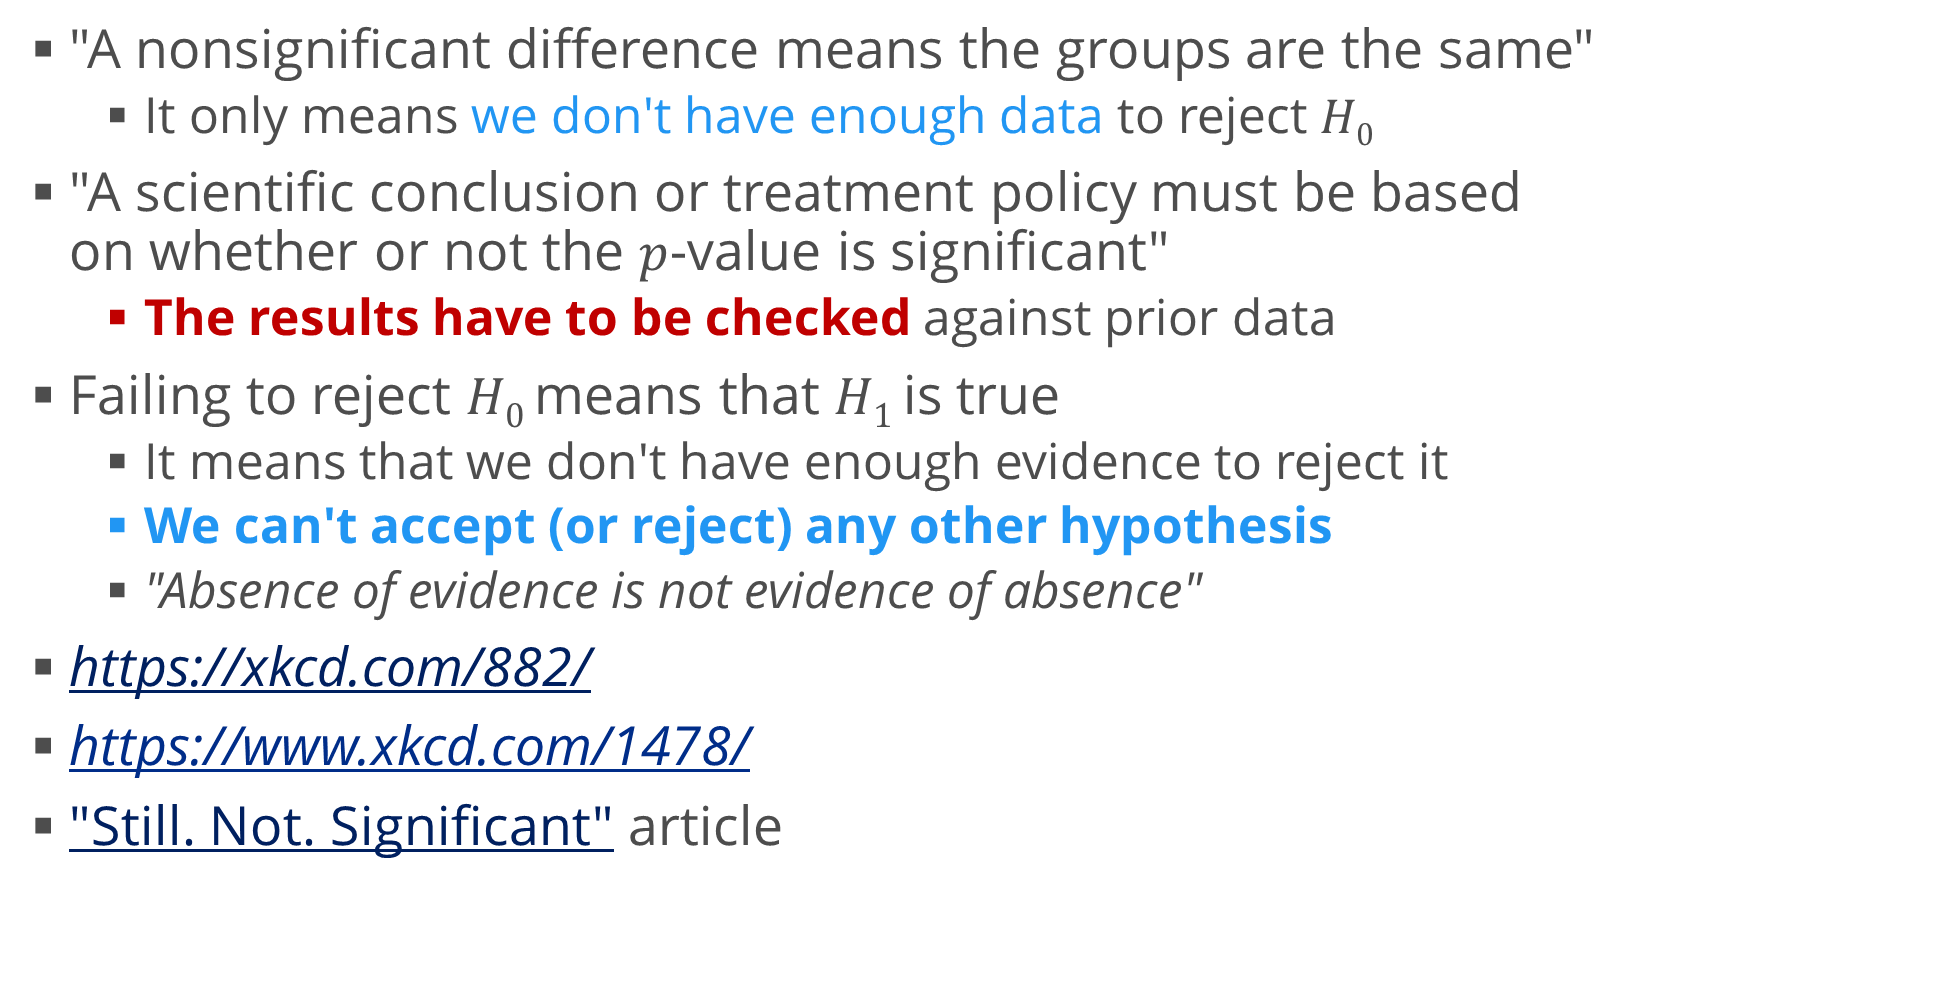 ▪ "A nonsignificant difference means the groups are the same"
▪ It only means we don't have enough data to reject H₀
▪ "A scientific conclusion or treatment policy must be based
on whether or not the p-value is significant"
▪ The results have to be checked against prior data
▪ Failing to reject H₀ means that H₁ is true
▪ It means that we don't have enough evidence to reject it
▪ We can't accept (or reject) any other hypothesis
▪ "Absence of evidence is not evidence of absence"
▪ https://xkcd.com/882/
▪ https://www.xkcd.com/1478/
▪ "Still. Not. Significant" article